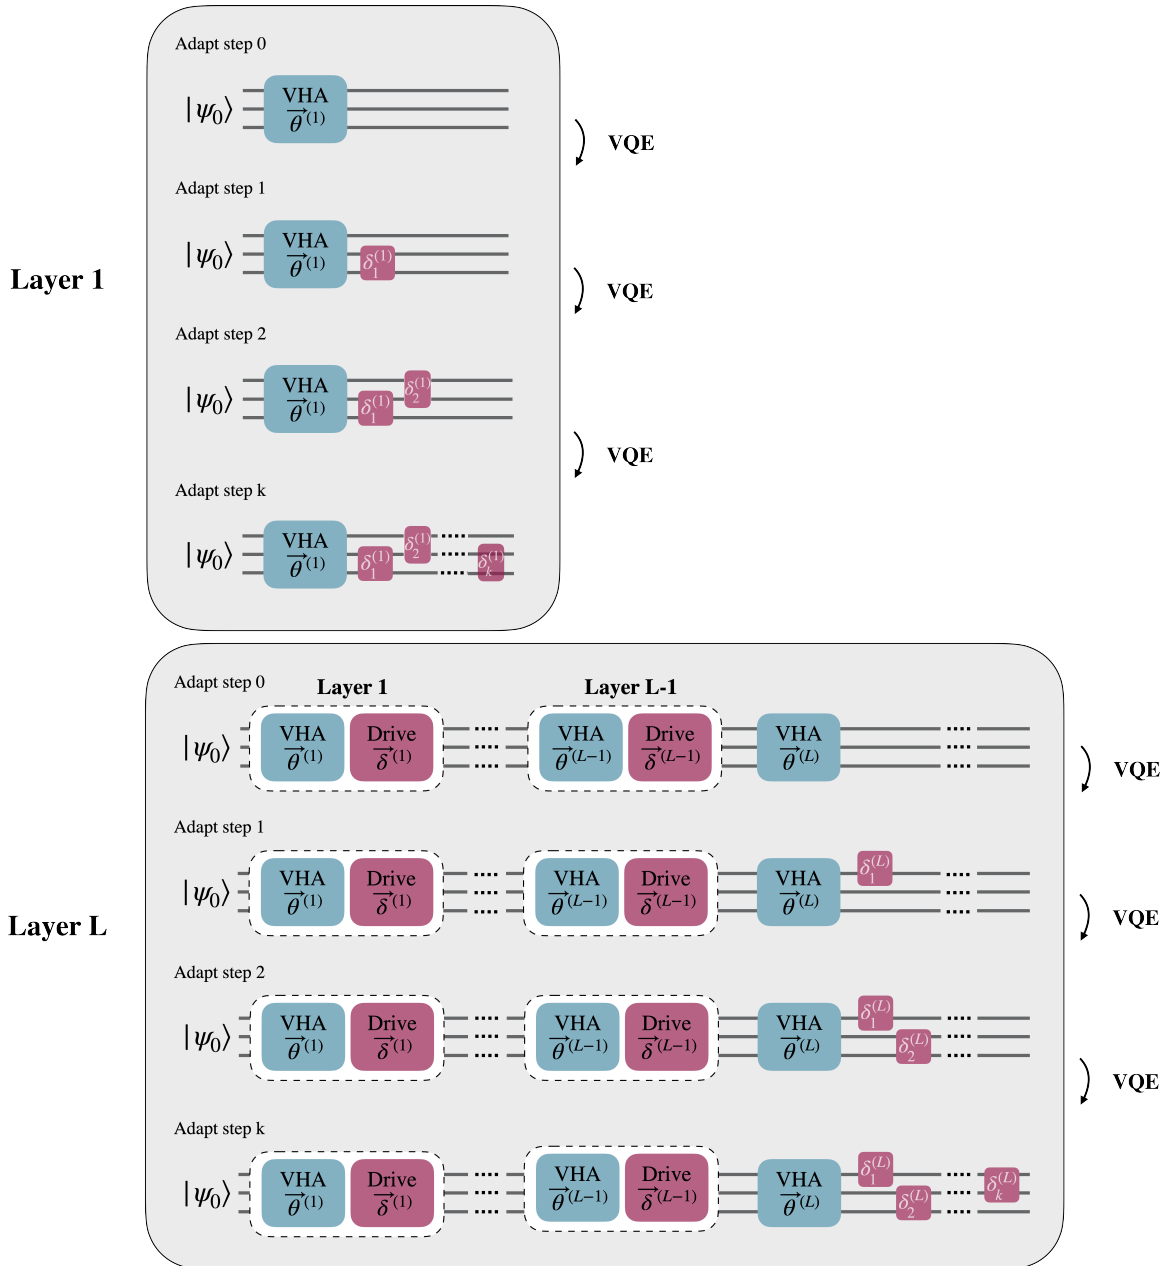 Layer 1
Adapt step 0
|ψ₀⟩
VHA
θ⃗⁽¹⁾
VQE
Adapt step 1
|ψ₀⟩
VHA
θ⃗⁽¹⁾
δ₁⁽¹⁾
VQE
Adapt step 2
|ψ₀⟩
VHA
θ⃗⁽¹⁾
δ₁⁽¹⁾
δ₂⁽¹⁾
VQE
Adapt step k
|ψ₀⟩
VHA
θ⃗⁽¹⁾
δ₁⁽¹⁾
δ₂⁽¹⁾
δₖ⁽¹⁾
Layer L
Adapt step 0
Layer 1
Layer L-1
|ψ₀⟩
VHA
θ⃗⁽¹⁾
Drive
δ⃗⁽¹⁾
VHA
θ⃗⁽ᴸ⁻¹⁾
Drive
δ⃗⁽ᴸ⁻¹⁾
VHA
θ⃗⁽ᴸ⁾
VQE
Adapt step 1
|ψ₀⟩
VHA
θ⃗⁽¹⁾
Drive
δ⃗⁽¹⁾
VHA
θ⃗⁽ᴸ⁻¹⁾
Drive
δ⃗⁽ᴸ⁻¹⁾
VHA
θ⃗⁽ᴸ⁾
δ₁⁽ᴸ⁾
VQE
Adapt step 2
|ψ₀⟩
VHA
θ⃗⁽¹⁾
Drive
δ⃗⁽¹⁾
VHA
θ⃗⁽ᴸ⁻¹⁾
Drive
δ⃗⁽ᴸ⁻¹⁾
VHA
θ⃗⁽ᴸ⁾
δ₁⁽ᴸ⁾
δ₂⁽ᴸ⁾
VQE
Adapt step k
|ψ₀⟩
VHA
θ⃗⁽¹⁾
Drive
δ⃗⁽¹⁾
VHA
θ⃗⁽ᴸ⁻¹⁾
Drive
δ⃗⁽ᴸ⁻¹⁾
VHA
θ⃗⁽ᴸ⁾
δ₁⁽ᴸ⁾
δ₂⁽ᴸ⁾
δₖ⁽ᴸ⁾